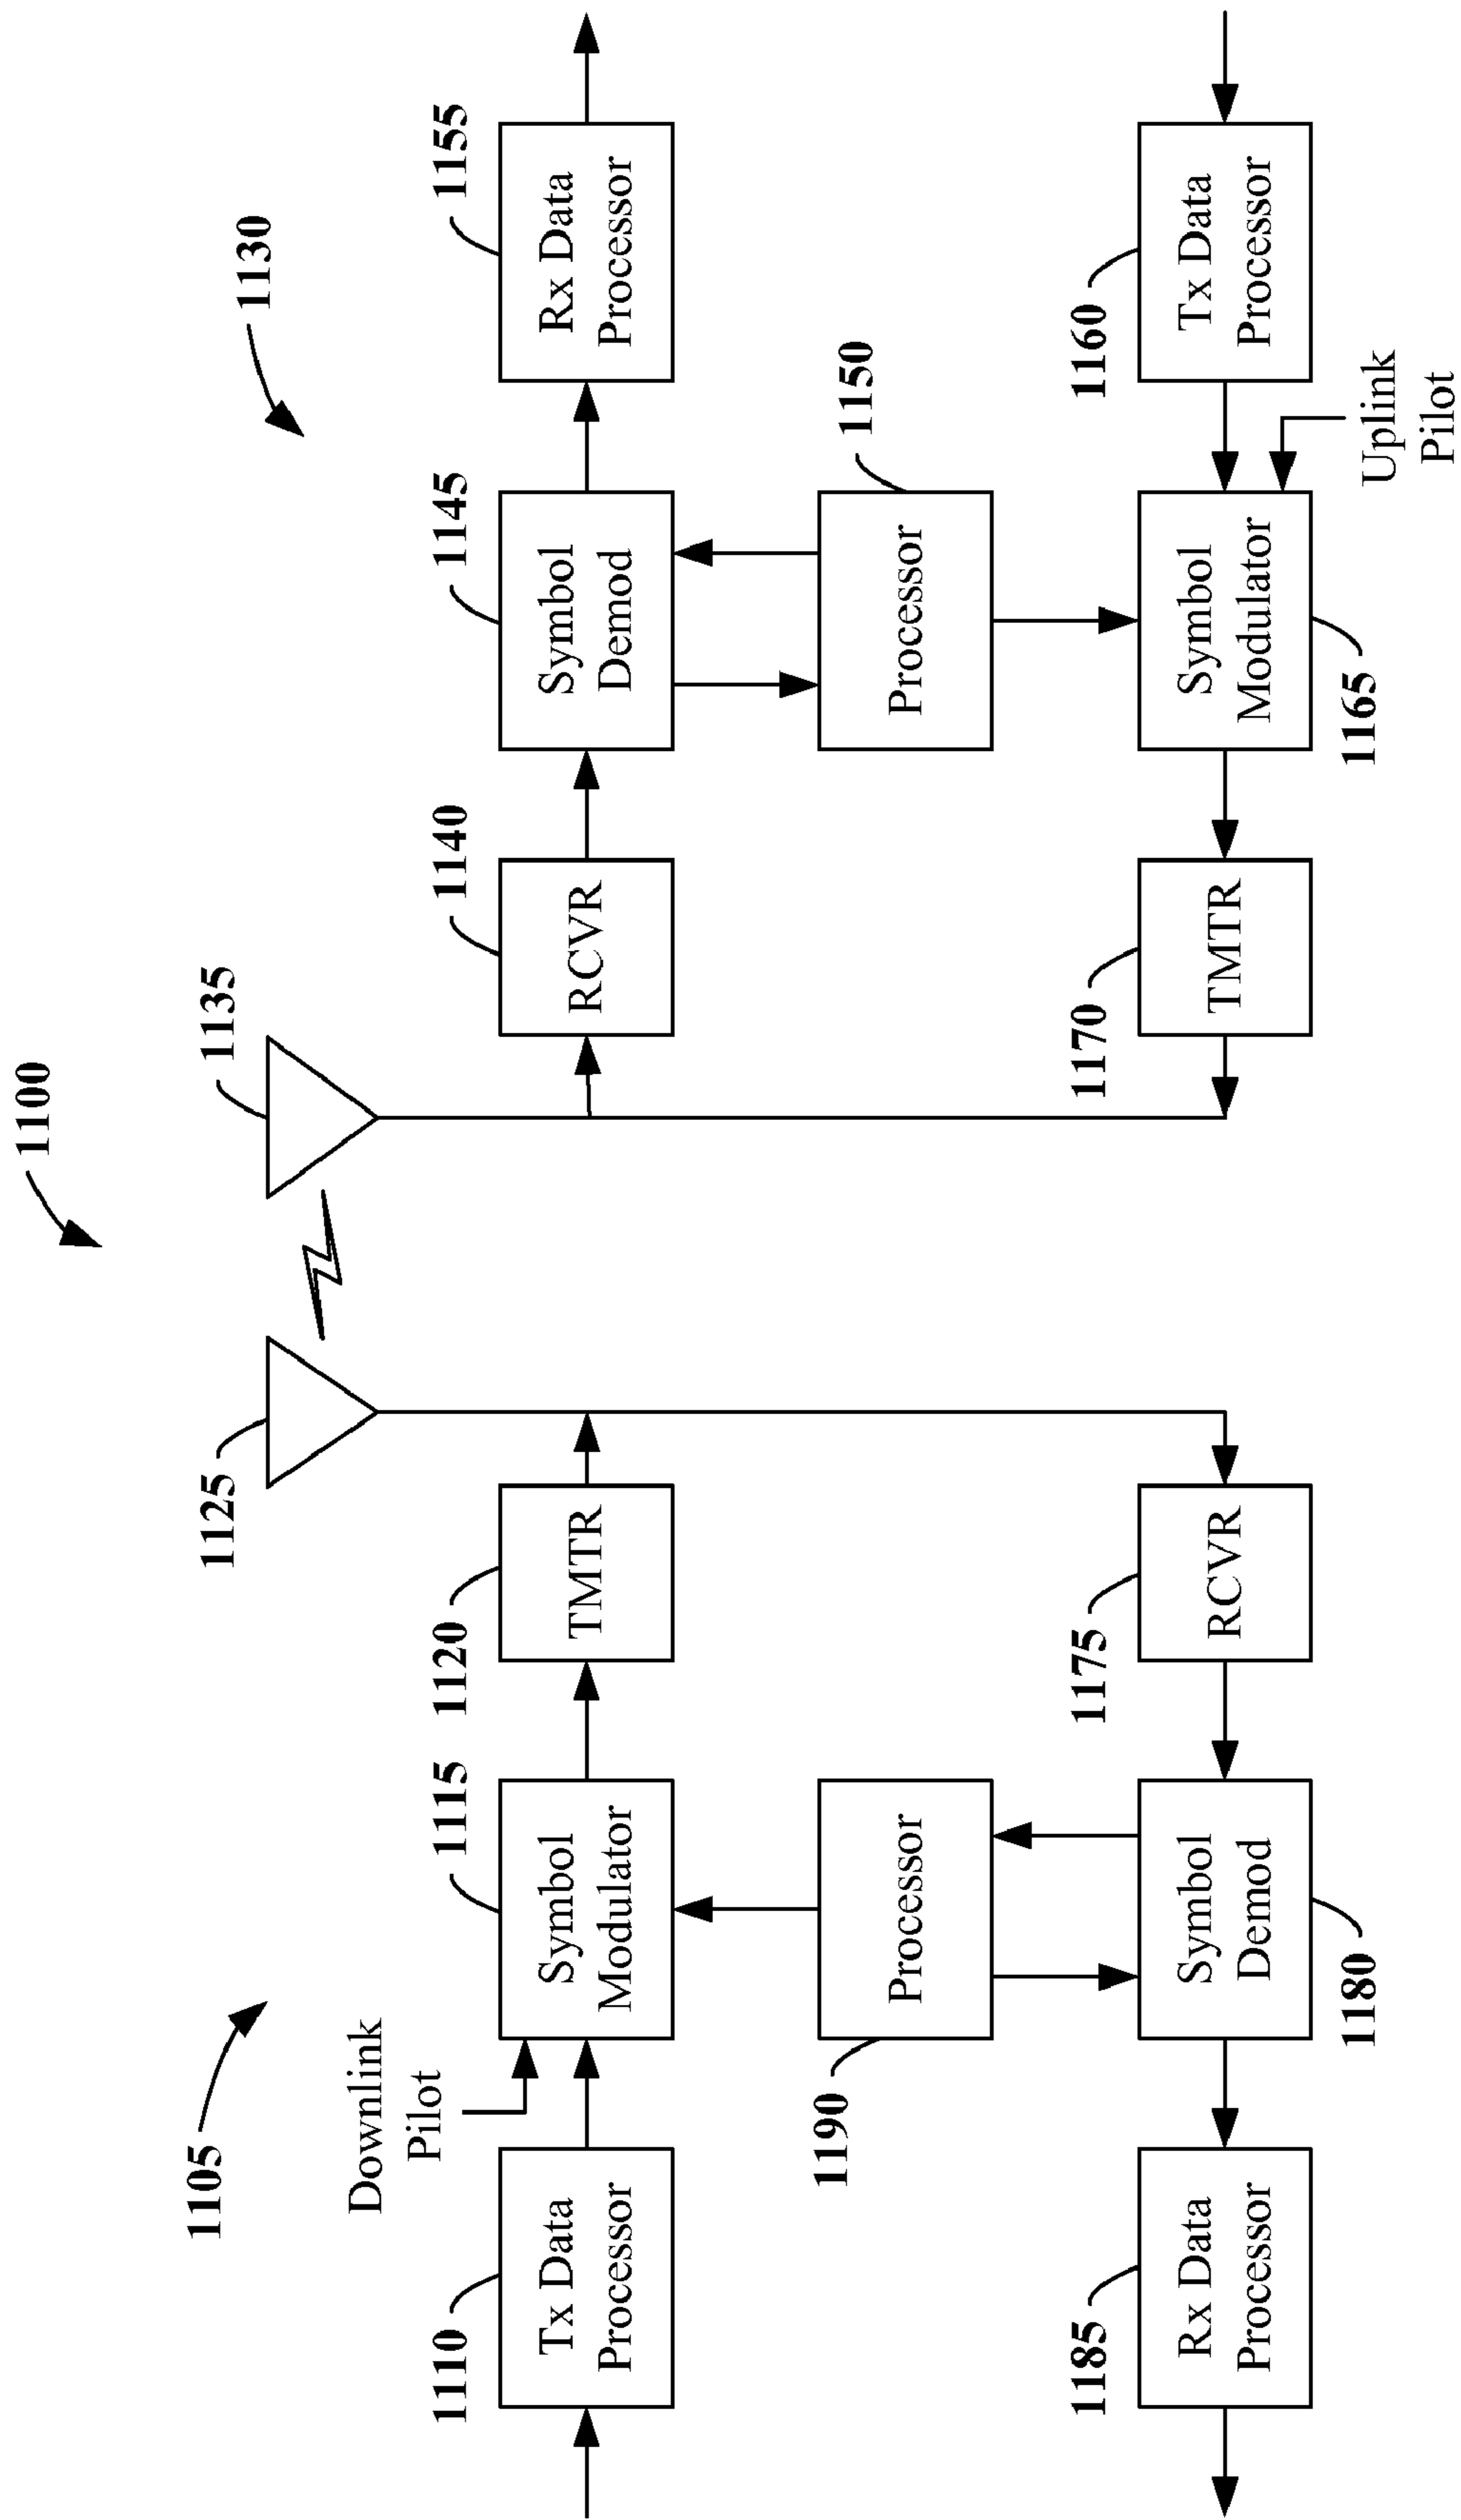 1100
1105
1130
1125
1135
Downlink
Pilot
1110
Tx Data
Processor
1115
Symbol
Modulator
1120
TMTR
1140
RCVR
1145
Symbol
Demod
1155
Rx Data
Processor
1190
Processor
1150
Processor
1185
Rx Data
Processor
1180
Symbol
Demod
1175
RCVR
1170
TMTR
1165
Symbol
Modulator
1160
Tx Data
Processor
Uplink
Pilot